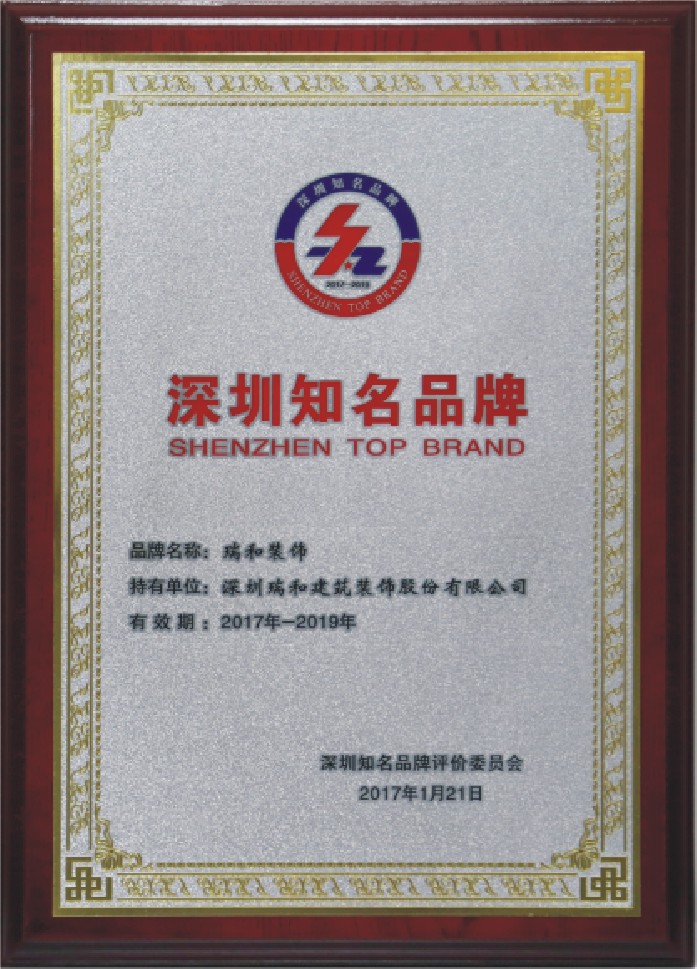 深圳知名品牌
2017-2019
SHENZHEN TOP BRAND
深圳知名品牌
SHENZHEN TOP BRAND
品牌名称：瑞和装饰
持有单位：深圳瑞和建筑装饰股份有限公司
有效期：2017年-2019年
深圳知名品牌评价委员会
2017年1月21日